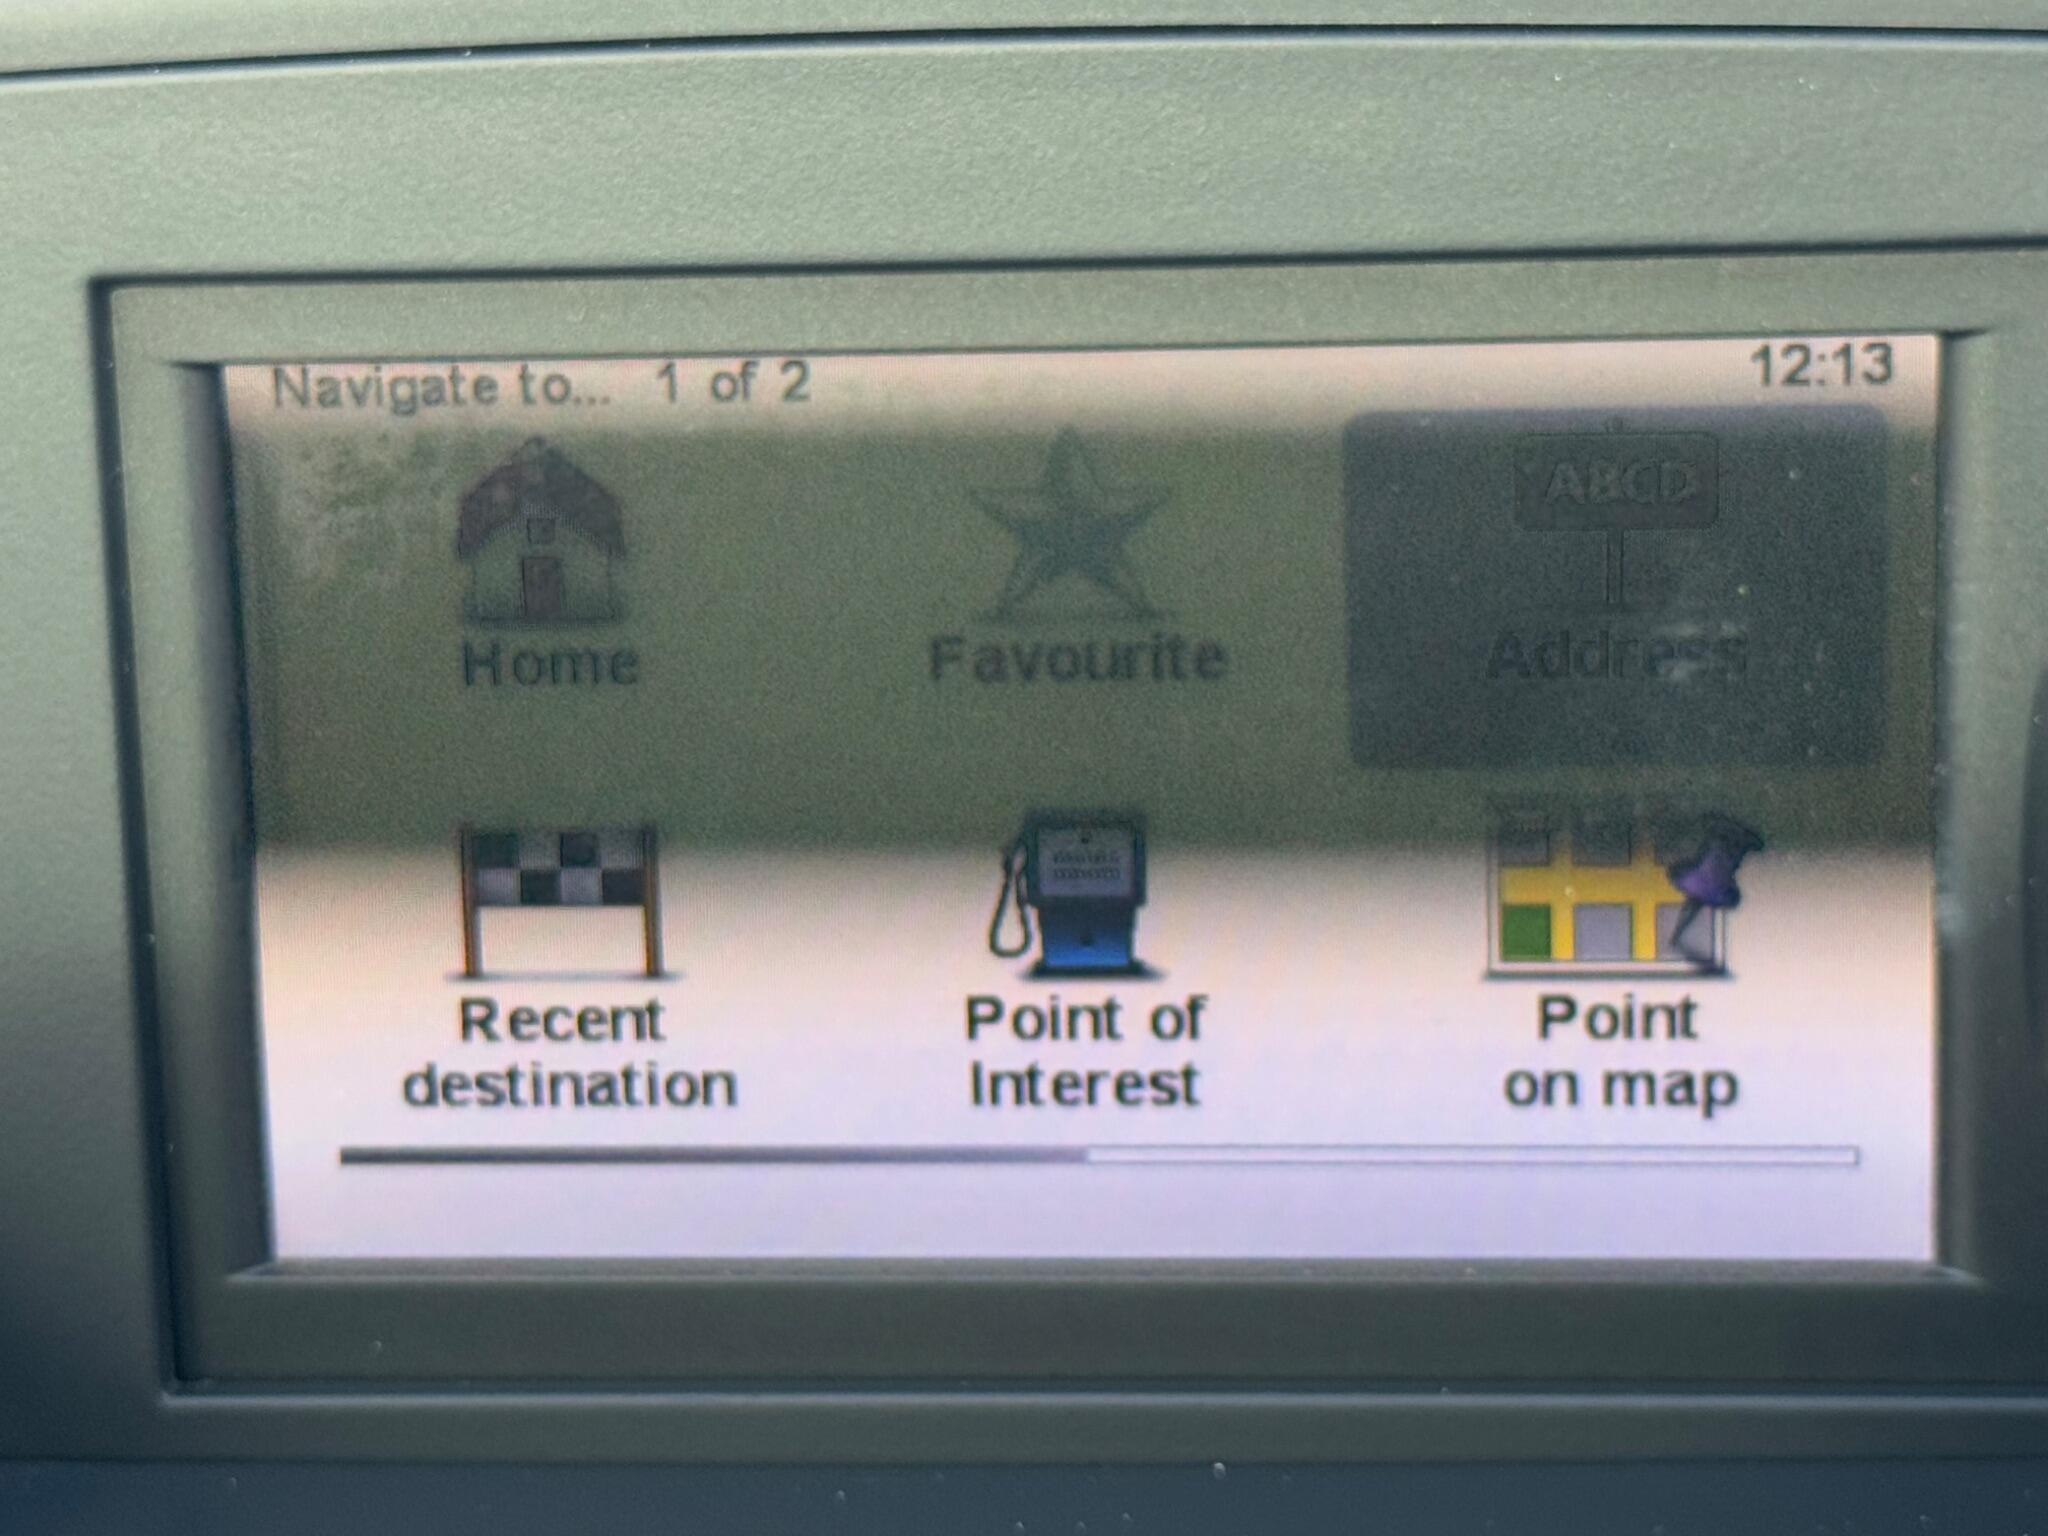 Navigate to... 1 of 2
12:13
ABCD
Home
Favourite
Address
Recent
destination
Point of
Interest
Point
on map